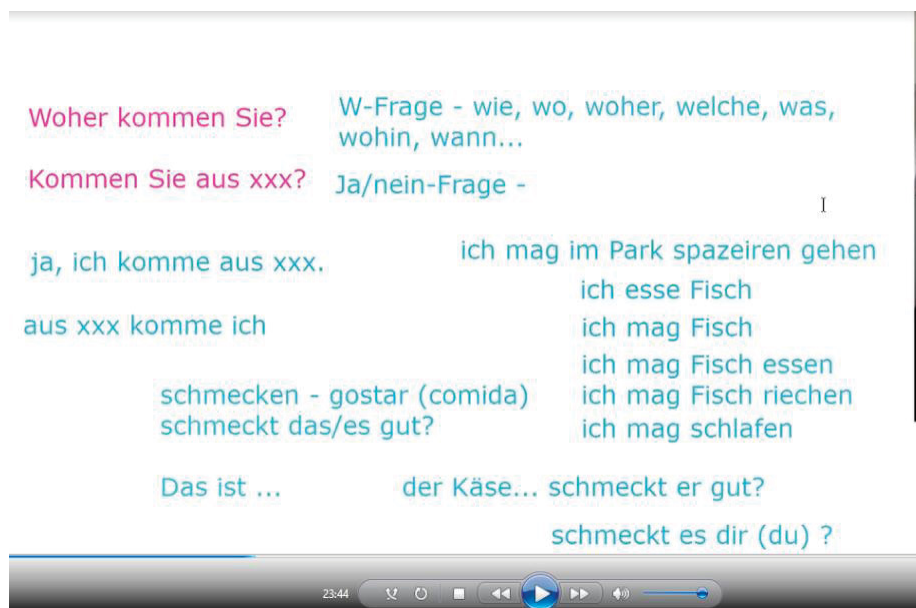 Woher kommen Sie?
W-Frage - wie, wo, woher, welche, was,
wohin, wann...
Kommen Sie aus xxx?
Ja/nein-Frage -
ja, ich komme aus xxx.
ich mag im Park spazeiren gehen
ich esse Fisch
aus xxx komme ich
ich mag Fisch
ich mag Fisch essen
schmecken - gostar (comida)
ich mag Fisch riechen
schmeckt das/es gut?
ich mag schlafen
Das ist ...
der Käse... schmeckt er gut?
schmeckt es dir (du) ?
23:44